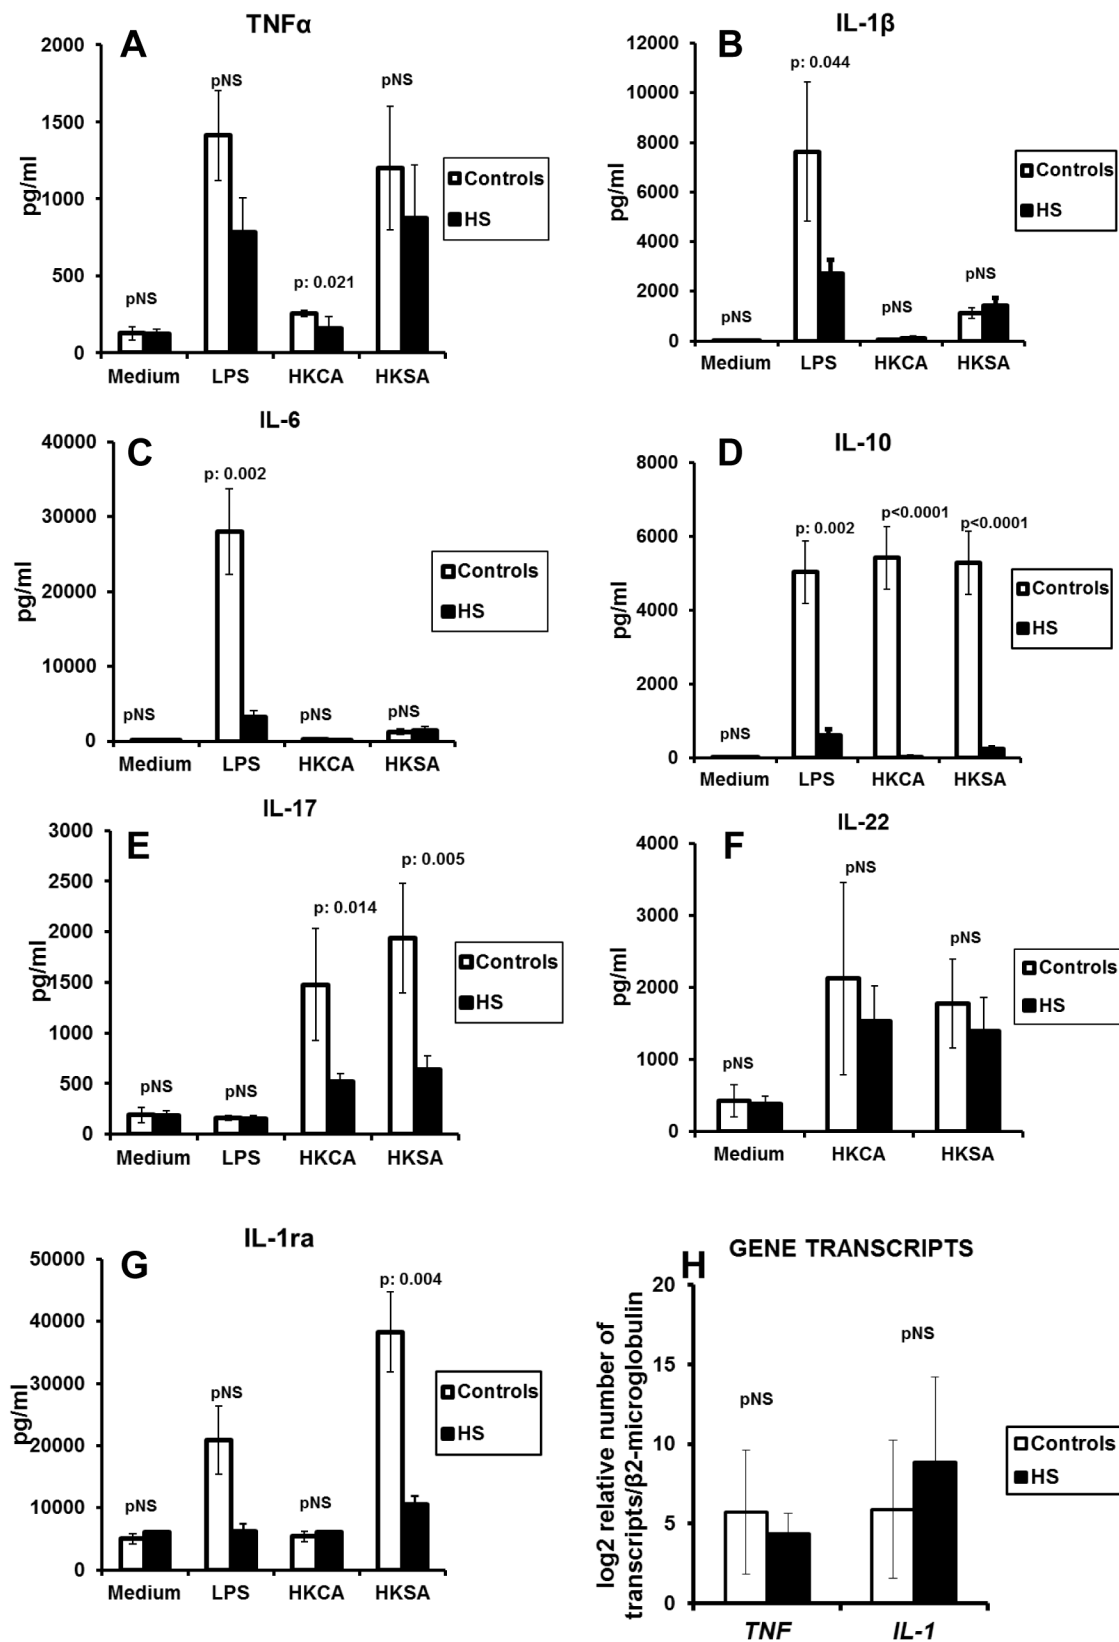 TNFα
A
2000
1500
1000
500
0
pg/ml
pNS
pNS
p: 0.021
pNS
Controls
HS
Medium LPS HKCA HKSA
IL-1β
B
12000
10000
8000
6000
4000
2000
0
pg/ml
pNS
p: 0.044
pNS
pNS
Controls
HS
Medium LPS HKCA HKSA
IL-6
C
40000
30000
20000
10000
0
pg/ml
pNS
p: 0.002
pNS
pNS
Controls
HS
Medium LPS HKCA HKSA
IL-10
D
8000
6000
4000
2000
0
pg/ml
pNS
p: 0.002
p<0.0001
p<0.0001
Controls
HS
Medium LPS HKCA HKSA
IL-17
E
3000
2500
2000
1500
1000
500
0
pg/ml
pNS
pNS
p: 0.014
p: 0.005
Controls
HS
Medium LPS HKCA HKSA
IL-22
F
4000
3000
2000
1000
0
pg/ml
pNS
pNS
pNS
Controls
HS
Medium HKCA HKSA
IL-1ra
G
50000
40000
30000
20000
10000
0
pg/ml
pNS
pNS
pNS
p: 0.004
Controls
HS
Medium LPS HKCA HKSA
GENE TRANSCRIPTS
H
20
15
10
5
0
log2 relative number of
transcripts/β2-microglobulin
pNS
pNS
Controls
HS
TNF IL-1